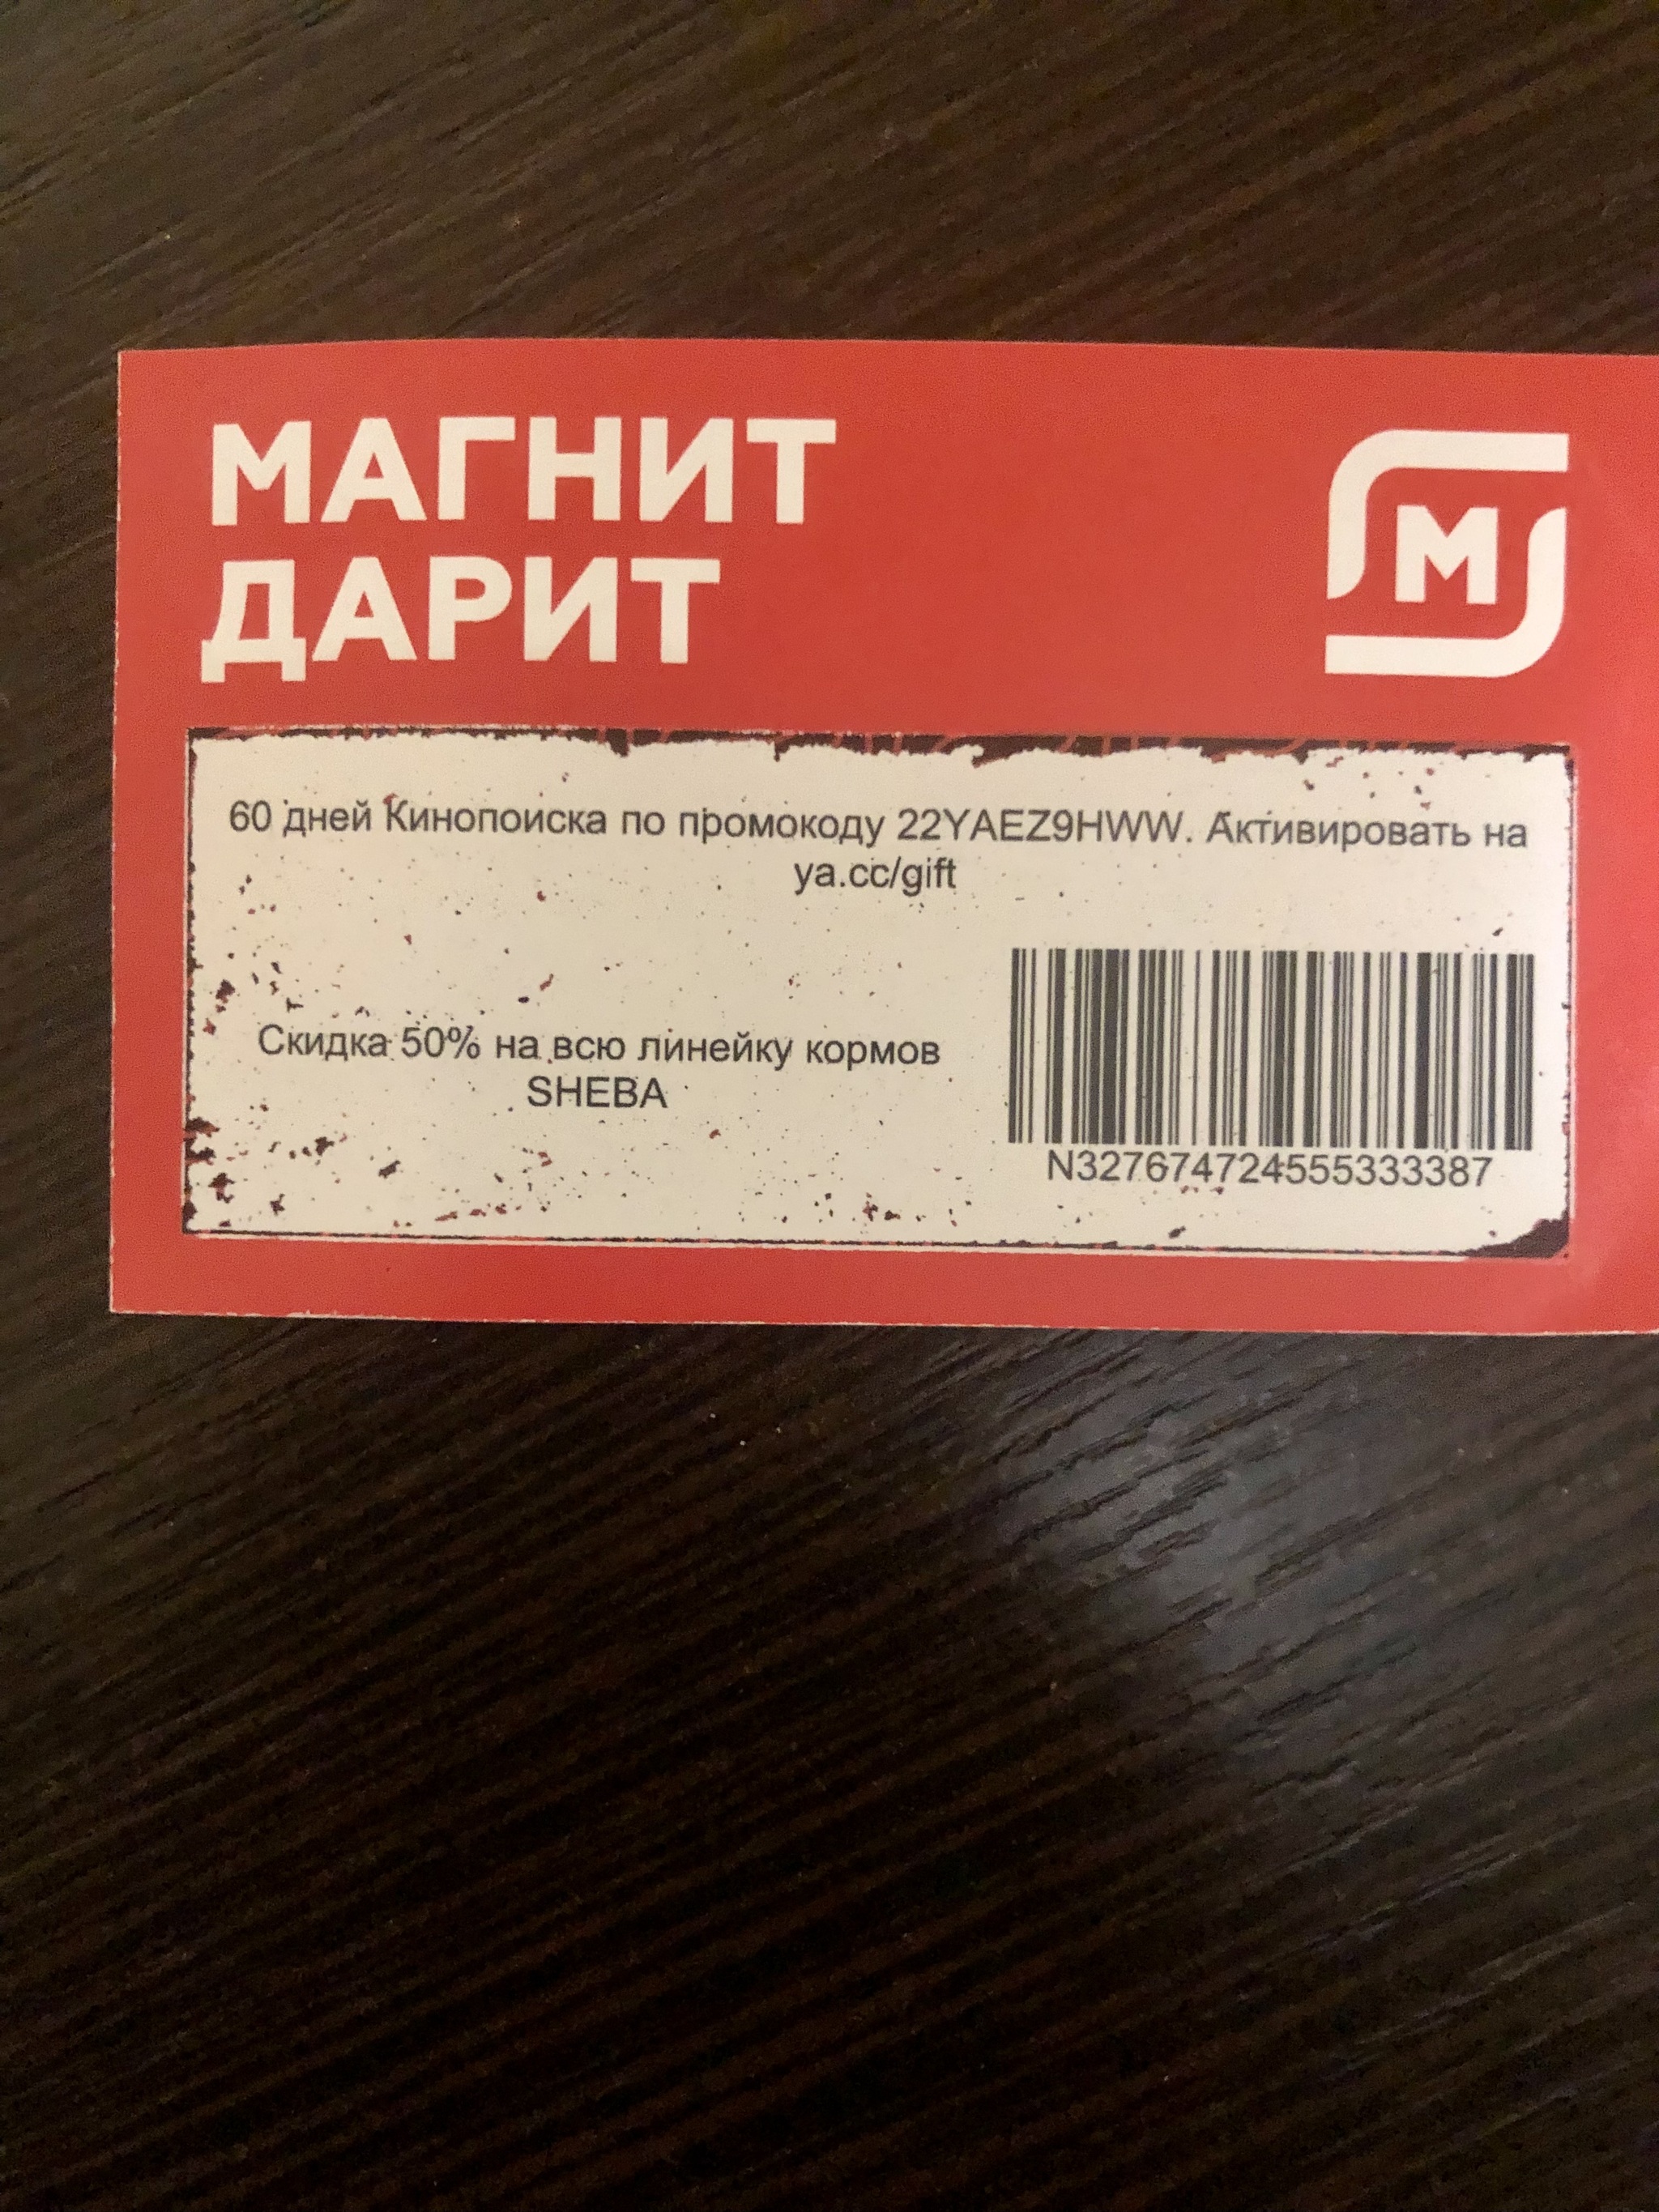 МАГНИТ
ДАРИТ
М
60 дней Кинопоиска по промокоду 22YAEZ9HWW. Активировать на
ya.cc/gift
Скидка 50% на всю линейку кормов
SHEBA
N327674724555333387